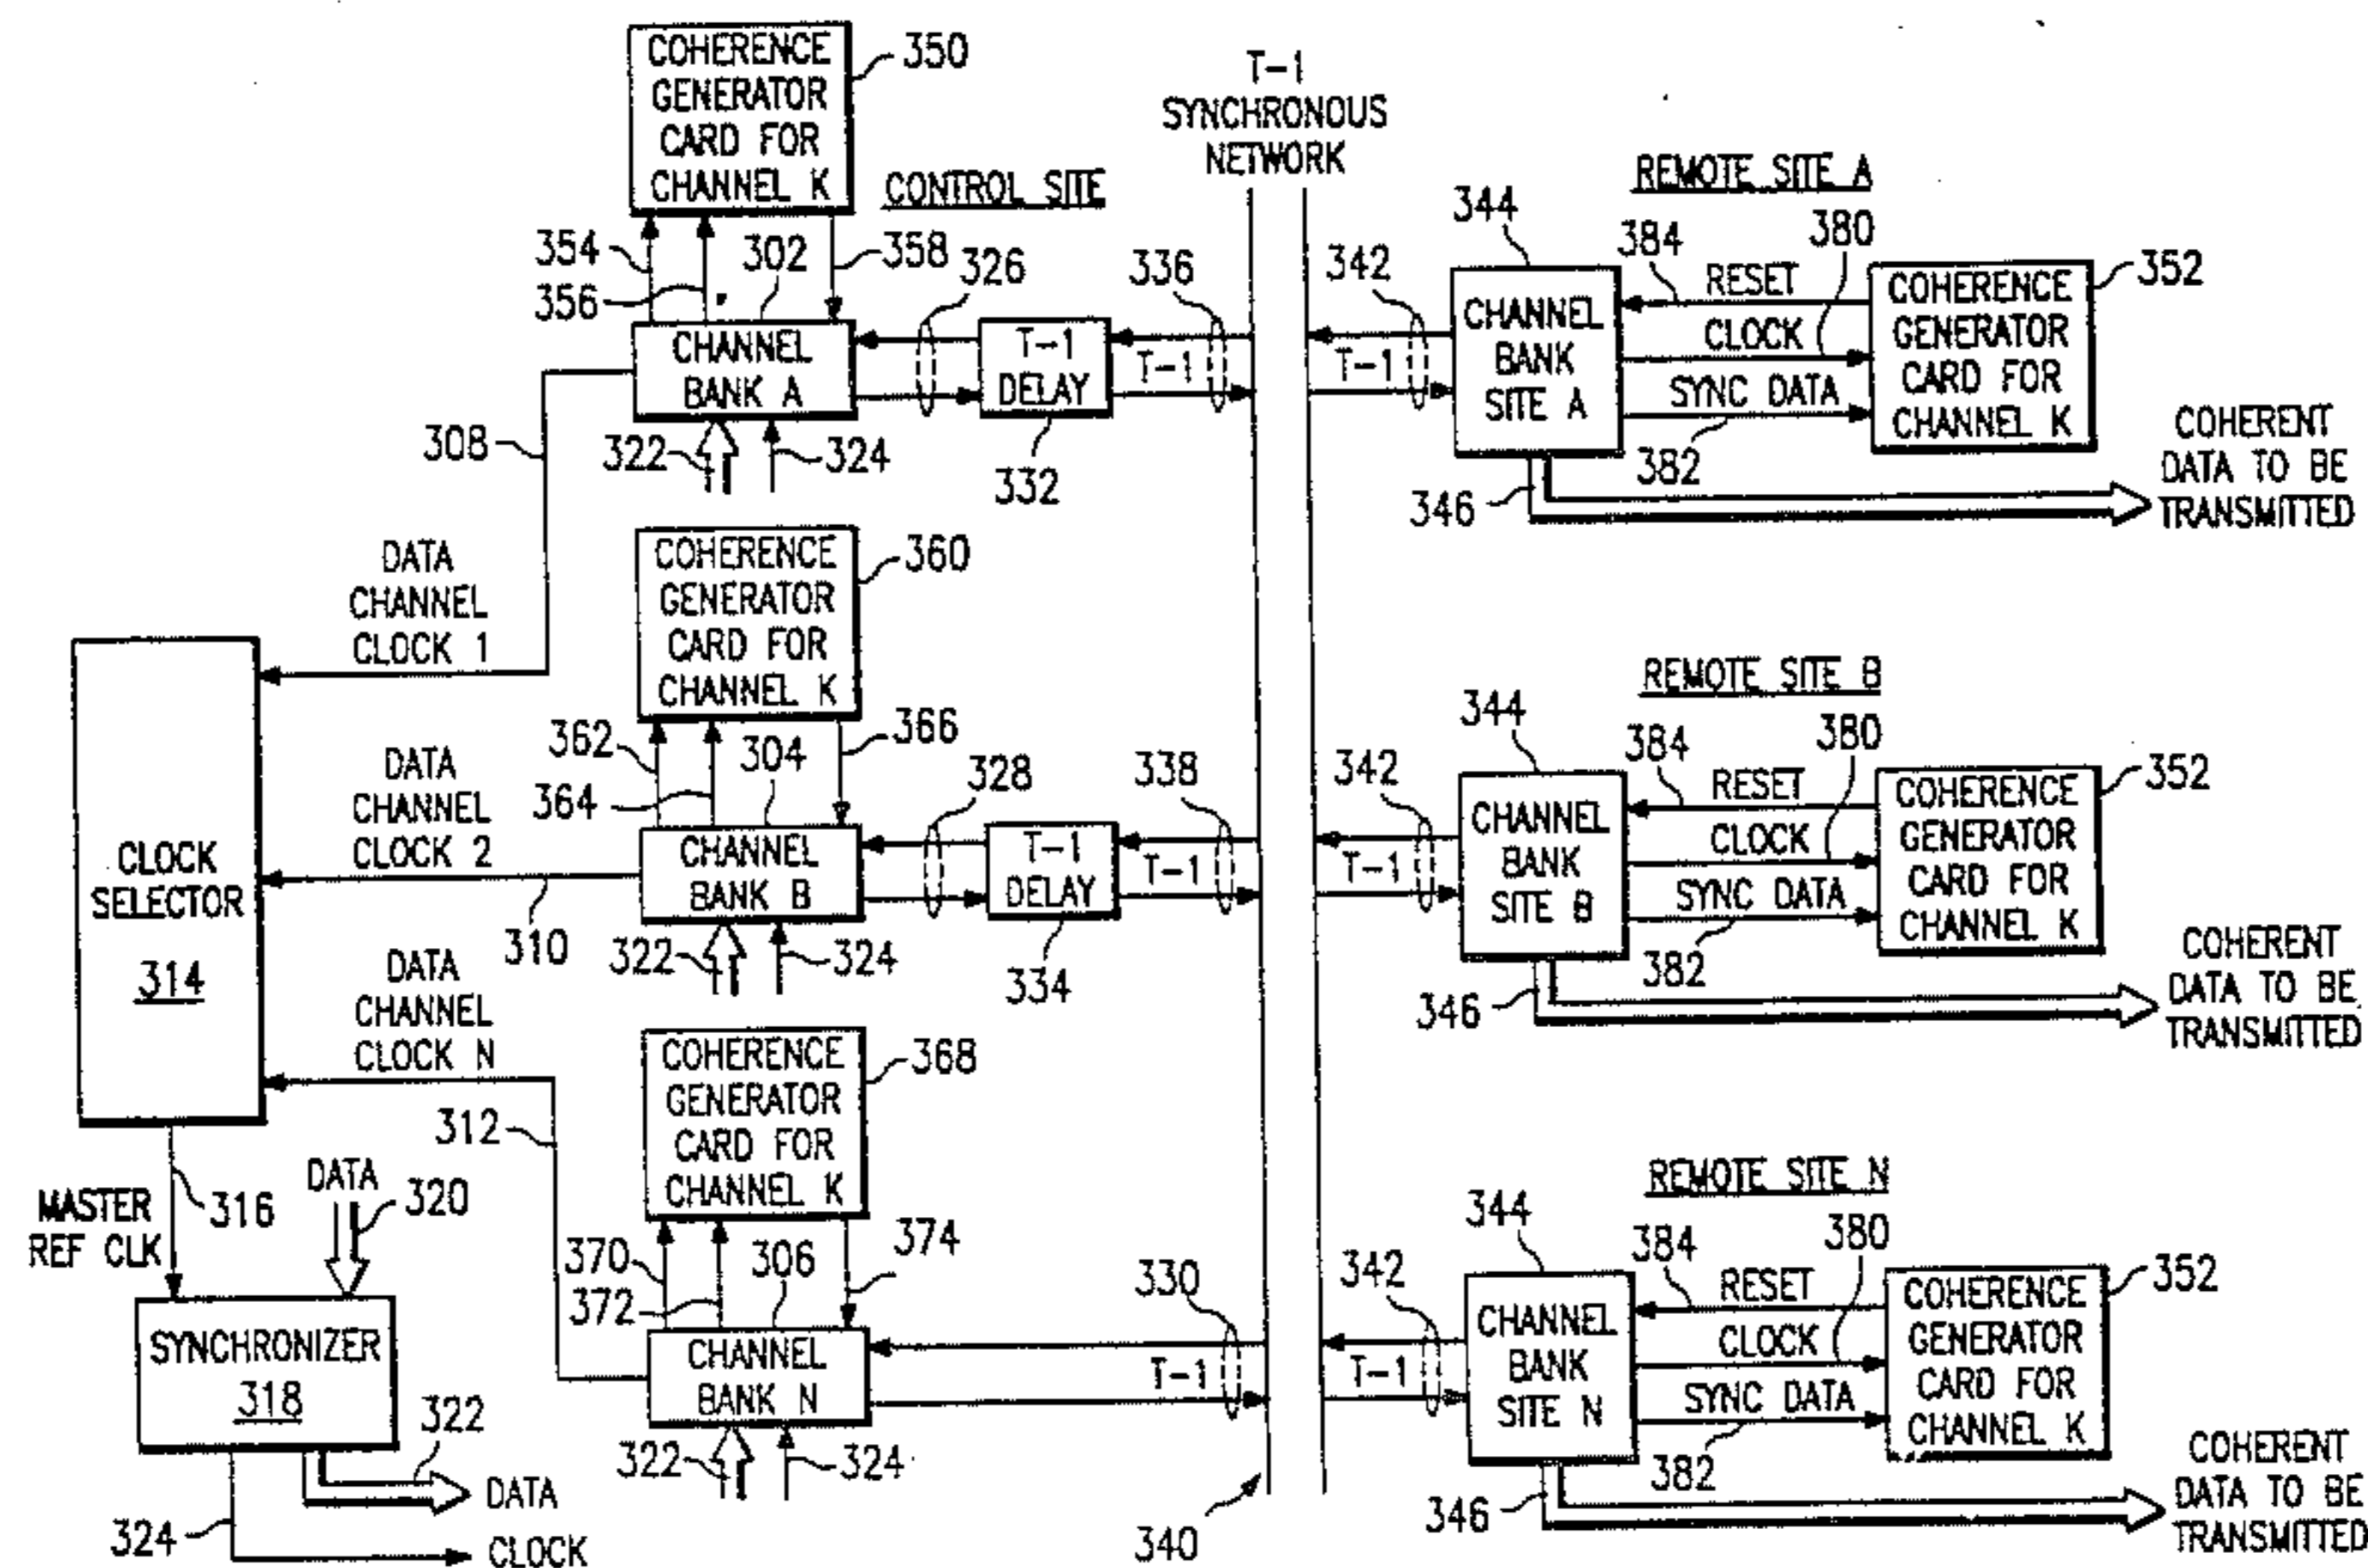 COHERENCE
GENERATOR
CARD FOR
CHANNEL K
350
CONTROL SITE
T-1
SYNCHRONOUS
NETWORK
354
356
302
358
326
336
CHANNEL
BANK A
T-1
DELAY
T-1
308
322
324
332
REMOTE SITE A
344
384
380
352
342
T-1
CHANNEL
BANK
SITE A
RESET
CLOCK
SYNC DATA
382
COHERENCE
GENERATOR
CARD FOR
CHANNEL K
346
COHERENT
DATA TO BE
TRANSMITTED
DATA
CHANNEL
CLOCK 1
COHERENCE
GENERATOR
CARD FOR
CHANNEL K
360
362
364
304
366
328
338
DATA
CHANNEL
CLOCK 2
CHANNEL
BANK B
T-1
DELAY
T-1
310
322
324
334
CLOCK
SELECTOR
314
REMOTE SITE B
344
384
380
352
342
T-1
CHANNEL
BANK
SITE B
RESET
CLOCK
SYNC DATA
382
COHERENCE
GENERATOR
CARD FOR
CHANNEL K
346
COHERENT
DATA TO BE
TRANSMITTED
DATA
CHANNEL
CLOCK N
312
COHERENCE
GENERATOR
CARD FOR
CHANNEL K
368
370
372
306
374
330
CHANNEL
BANK N
T-1
322
324
340
REMOTE SITE N
344
384
380
352
342
T-1
CHANNEL
BANK
SITE N
RESET
CLOCK
SYNC DATA
382
COHERENCE
GENERATOR
CARD FOR
CHANNEL K
346
COHERENT
DATA TO BE
TRANSMITTED
MASTER
REF CLK
316
DATA
320
SYNCHRONIZER
318
322
DATA
324
CLOCK